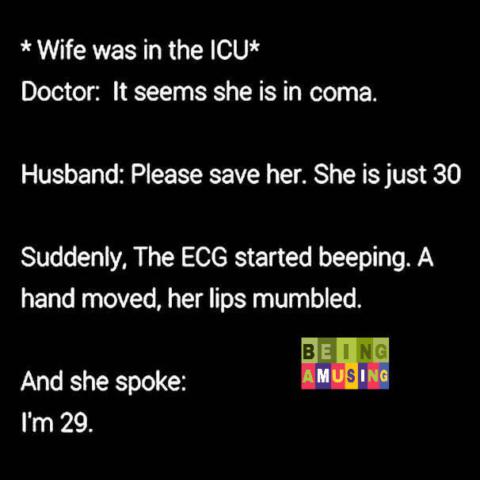 * Wife was in the ICU*
Doctor:  It seems she is in coma.
Husband: Please save her. She is just 30
Suddenly, The ECG started beeping. A
hand moved, her lips mumbled.
BEING
AMUSING
And she spoke:
I'm 29.